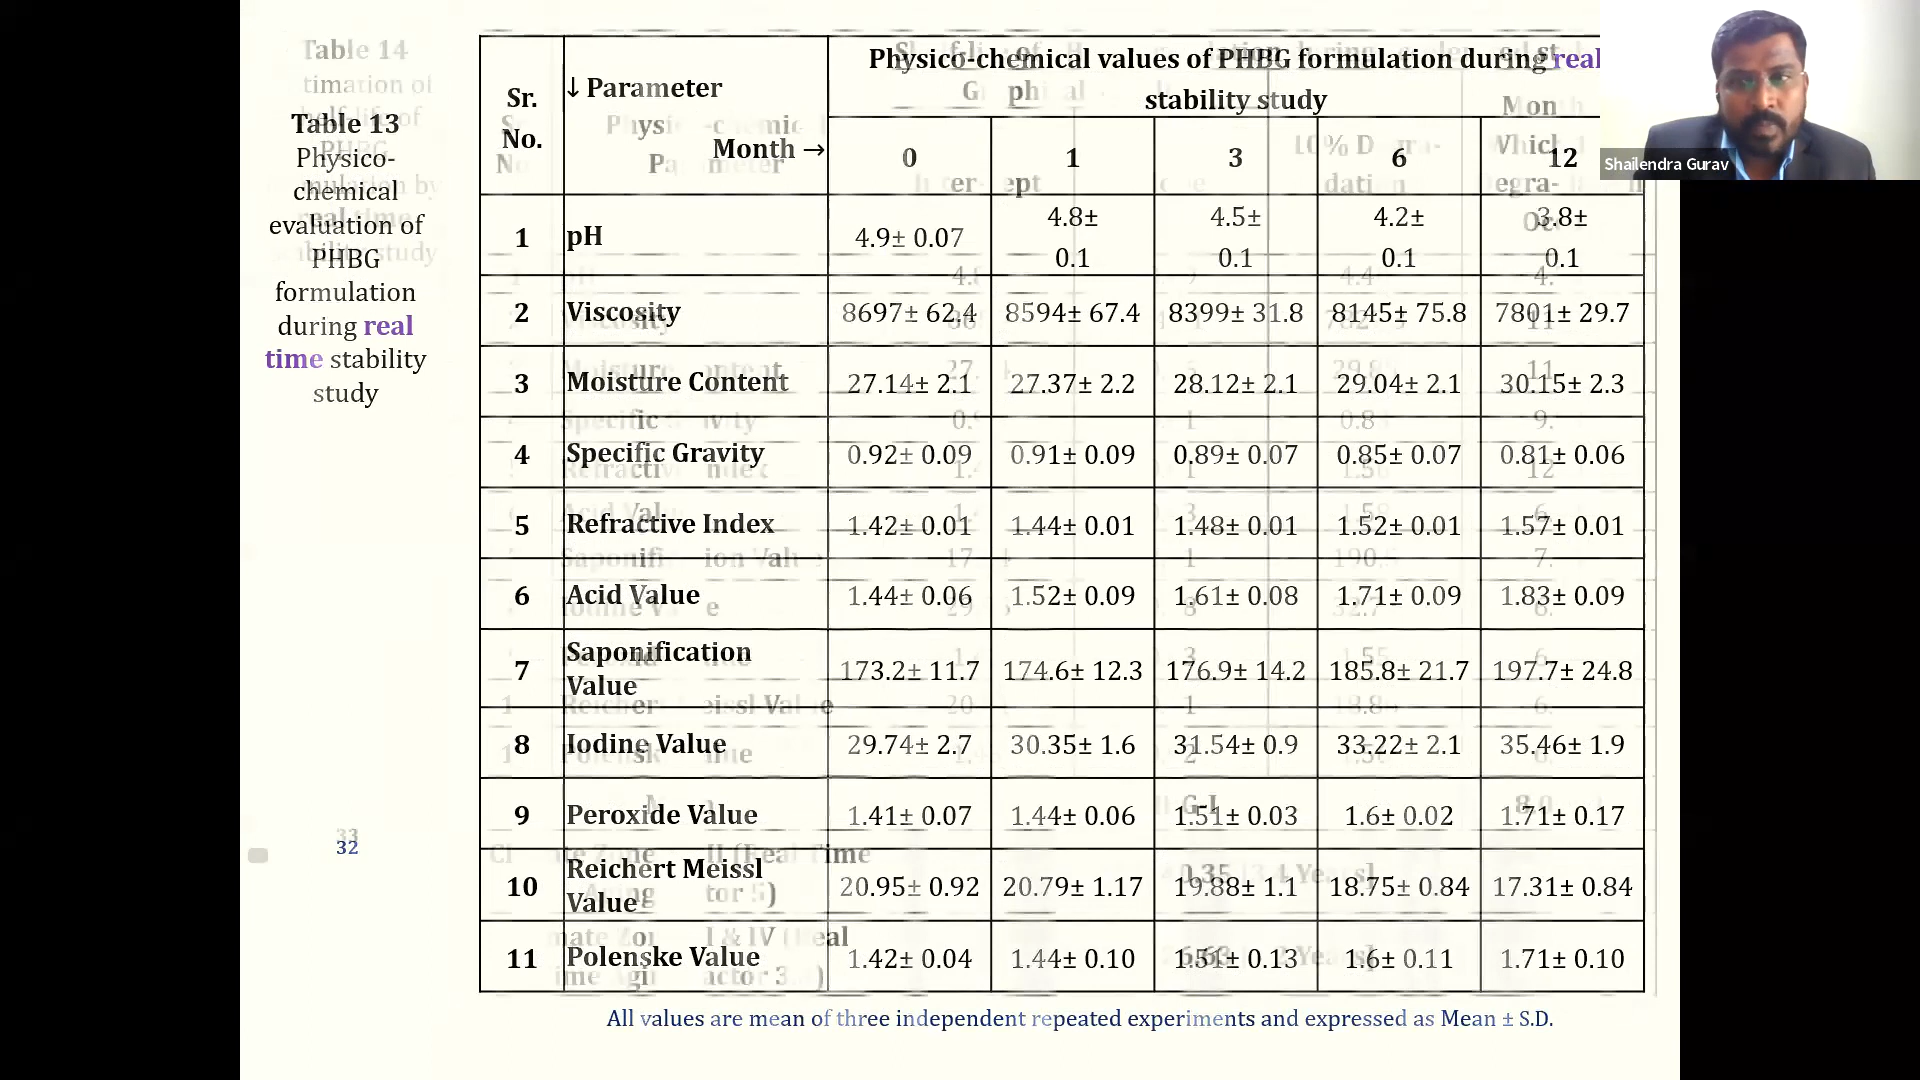 Table 14
Table 13
Physico-
chemical
evaluation of
PHBG
formulation
during real
time stability
study
33
32
Sr.
No.
↓ Parameter
Month →
Physico-chemical values of PHBG formulation during real
stability study
0 1 3 6 12
1 pH 4.9± 0.07 4.8± 0.1 4.5± 0.1 4.2± 0.1 3.8± 0.1
2 Viscosity 8697± 62.4 8594± 67.4 8399± 31.8 8145± 75.8 7801± 29.7
3 Moisture Content 27.14± 2.1 27.37± 2.2 28.12± 2.1 29.04± 2.1 30.15± 2.3
4 Specific Gravity 0.92± 0.09 0.91± 0.09 0.89± 0.07 0.85± 0.07 0.81± 0.06
5 Refractive Index 1.42± 0.01 1.44± 0.01 1.48± 0.01 1.52± 0.01 1.57± 0.01
6 Acid Value 1.44± 0.06 1.52± 0.09 1.61± 0.08 1.71± 0.09 1.83± 0.09
7 Saponification Value 173.2± 11.7 174.6± 12.3 176.9± 14.2 185.8± 21.7 197.7± 24.8
8 Iodine Value 29.74± 2.7 30.35± 1.6 31.54± 0.9 33.22± 2.1 35.46± 1.9
9 Peroxide Value 1.41± 0.07 1.44± 0.06 1.51± 0.03 1.6± 0.02 1.71± 0.17
10 Reichert Meissl Value 20.95± 0.92 20.79± 1.17 19.88± 1.1 18.75± 0.84 17.31± 0.84
11 Polenske Value 1.42± 0.04 1.44± 0.10 1.51± 0.13 1.6± 0.11 1.71± 0.10
All values are mean of three independent repeated experiments and expressed as Mean ± S.D.
Shailendra Gurav